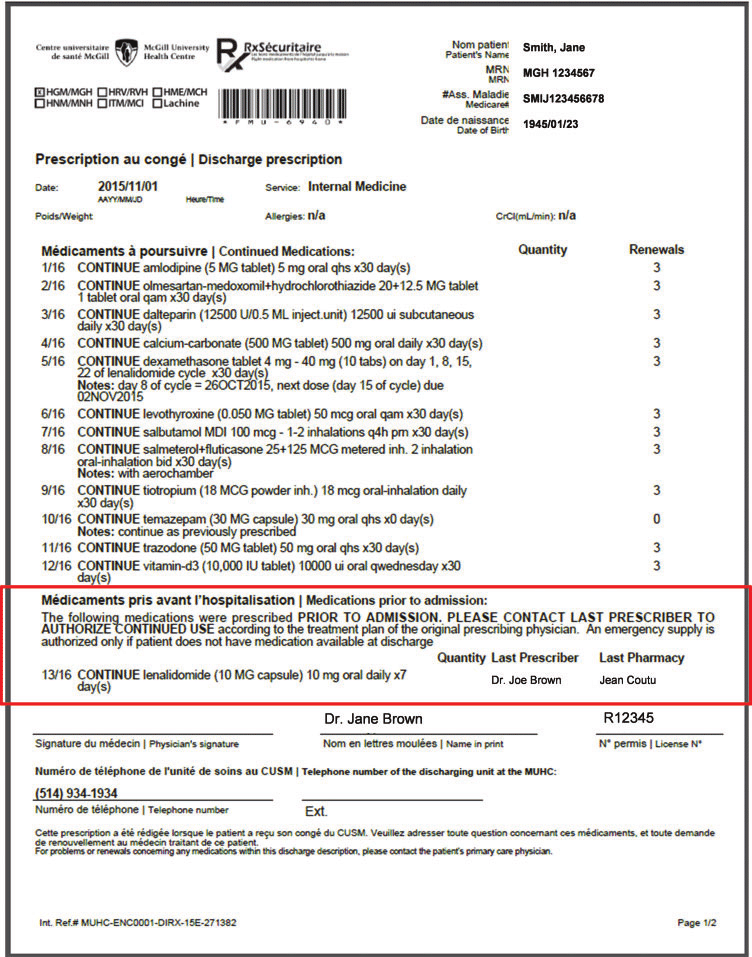 Centre universitaire
de santé McGill
McGill University
Health Centre
RxSécuritaire
Nom patient
Patient's Name
Smith, Jane
MRN
MRN
MGH 1234567
#Ass. Maladie
Medicare#
SMIJ123456678
Date de naissance
Date of Birth
1945/01/23
☒HGM/MGH ☐HRV/RVH ☐HME/MCH
☐HNM/MNH ☐ITM/MCI ☐Lachine
*FMU-6960*
Prescription au congé | Discharge prescription
Date: 2015/11/01 Service: Internal Medicine
AAYY/MM/JD Heure/Time
Poids/Weight: Allergies: n/a CrCl(mL/min): n/a
Médicaments à poursuivre | Continued Medications: Quantity Renewals
1/16 CONTINUE amlodipine (5 MG tablet) 5 mg oral qhs x30 day(s) 3
2/16 CONTINUE olmesartan-medoxomil+hydrochlorothiazide 20+12.5 MG tablet 3
1 tablet oral qam x30 day(s)
3/16 CONTINUE dalteparin (12500 U/0.5 ML inject.unit) 12500 ui subcutaneous 3
daily x30 day(s)
4/16 CONTINUE calcium-carbonate (500 MG tablet) 500 mg oral daily x30 day(s) 3
5/16 CONTINUE dexamethasone tablet 4 mg - 40 mg (10 tabs) on day 1, 8, 15, 3
22 of lenalidomide cycle x30 day(s)
Notes: day 8 of cycle = 26OCT2015, next dose (day 15 of cycle) due
02NOV2015
6/16 CONTINUE levothyroxine (0.050 MG tablet) 50 mcg oral qam x30 day(s) 3
7/16 CONTINUE salbutamol MDI 100 mcg - 1-2 inhalations q4h prn x30 day(s) 3
8/16 CONTINUE salmeterol+fluticasone 25+125 MCG metered inh. 2 inhalation 3
oral-inhalation bid x30 day(s)
Notes: with aerochamber
9/16 CONTINUE tiotropium (18 MCG powder inh.) 18 mcg oral-inhalation daily 3
x30 day(s)
10/16 CONTINUE temazepam (30 MG capsule) 30 mg oral qhs x0 day(s) 0
Notes: continue as previously prescribed
11/16 CONTINUE trazodone (50 MG tablet) 50 mg oral qhs x30 day(s) 3
12/16 CONTINUE vitamin-d3 (10,000 IU tablet) 10000 ui oral qwednesday x30 3
day(s)
Médicaments pris avant l'hospitalisation | Medications prior to admission:
The following medications were prescribed PRIOR TO ADMISSION. PLEASE CONTACT LAST PRESCRIBER TO
AUTHORIZE CONTINUED USE according to the treatment plan of the original prescribing physician. An emergency supply is
authorized only if patient does not have medication available at discharge
Quantity Last Prescriber Last Pharmacy
13/16 CONTINUE lenalidomide (10 MG capsule) 10 mg oral daily x7 Dr. Joe Brown Jean Coutu
day(s)
Dr. Jane Brown R12345
Signature du médecin | Physician's signature Nom en lettres moulées | Name in print N° permis | License N°
Numéro de téléphone de l'unité de soins au CUSM | Telephone number of the discharging unit at the MUHC:
(514) 934-1934
Numéro de téléphone | Telephone number Ext.
Cette prescription a été rédigée lorsque le patient a reçu son congé du CUSM. Veuillez adresser toute question concernant ces médicaments, et toute demande
de renouvellement au médecin traitant de ce patient.
For problems or renewals concerning any medications within this discharge description, please contact the patient's primary care physician.
Int. Ref.# MUHC-ENC0001-DIRX-15E-271382 Page 1/2